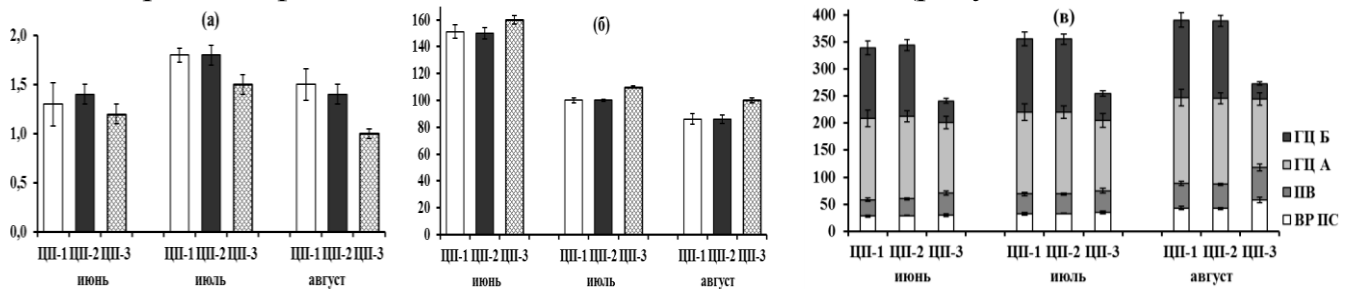 (а)
2,0
1,5
1,0
0,5
0,0
ЦП-1 ЦП-2 ЦП-3 ЦП-1 ЦП-2 ЦП-3 ЦП-1 ЦП-2 ЦП-3
июнь июль август
(б)
160
140
120
100
80
60
40
20
0
ЦП-1 ЦП-2 ЦП-3 ЦП-1 ЦП-2 ЦП-3 ЦП-1 ЦП-2 ЦП-3
июнь июль август
(в)
400
350
300
250
200
150
100
50
0
ЦП-1 ЦП-2 ЦП-3 ЦП-1 ЦП-2 ЦП-3 ЦП-1 ЦП-2 ЦП-3
июнь июль август
ГЦ Б
ГЦ А
ПВ
ВР ПС